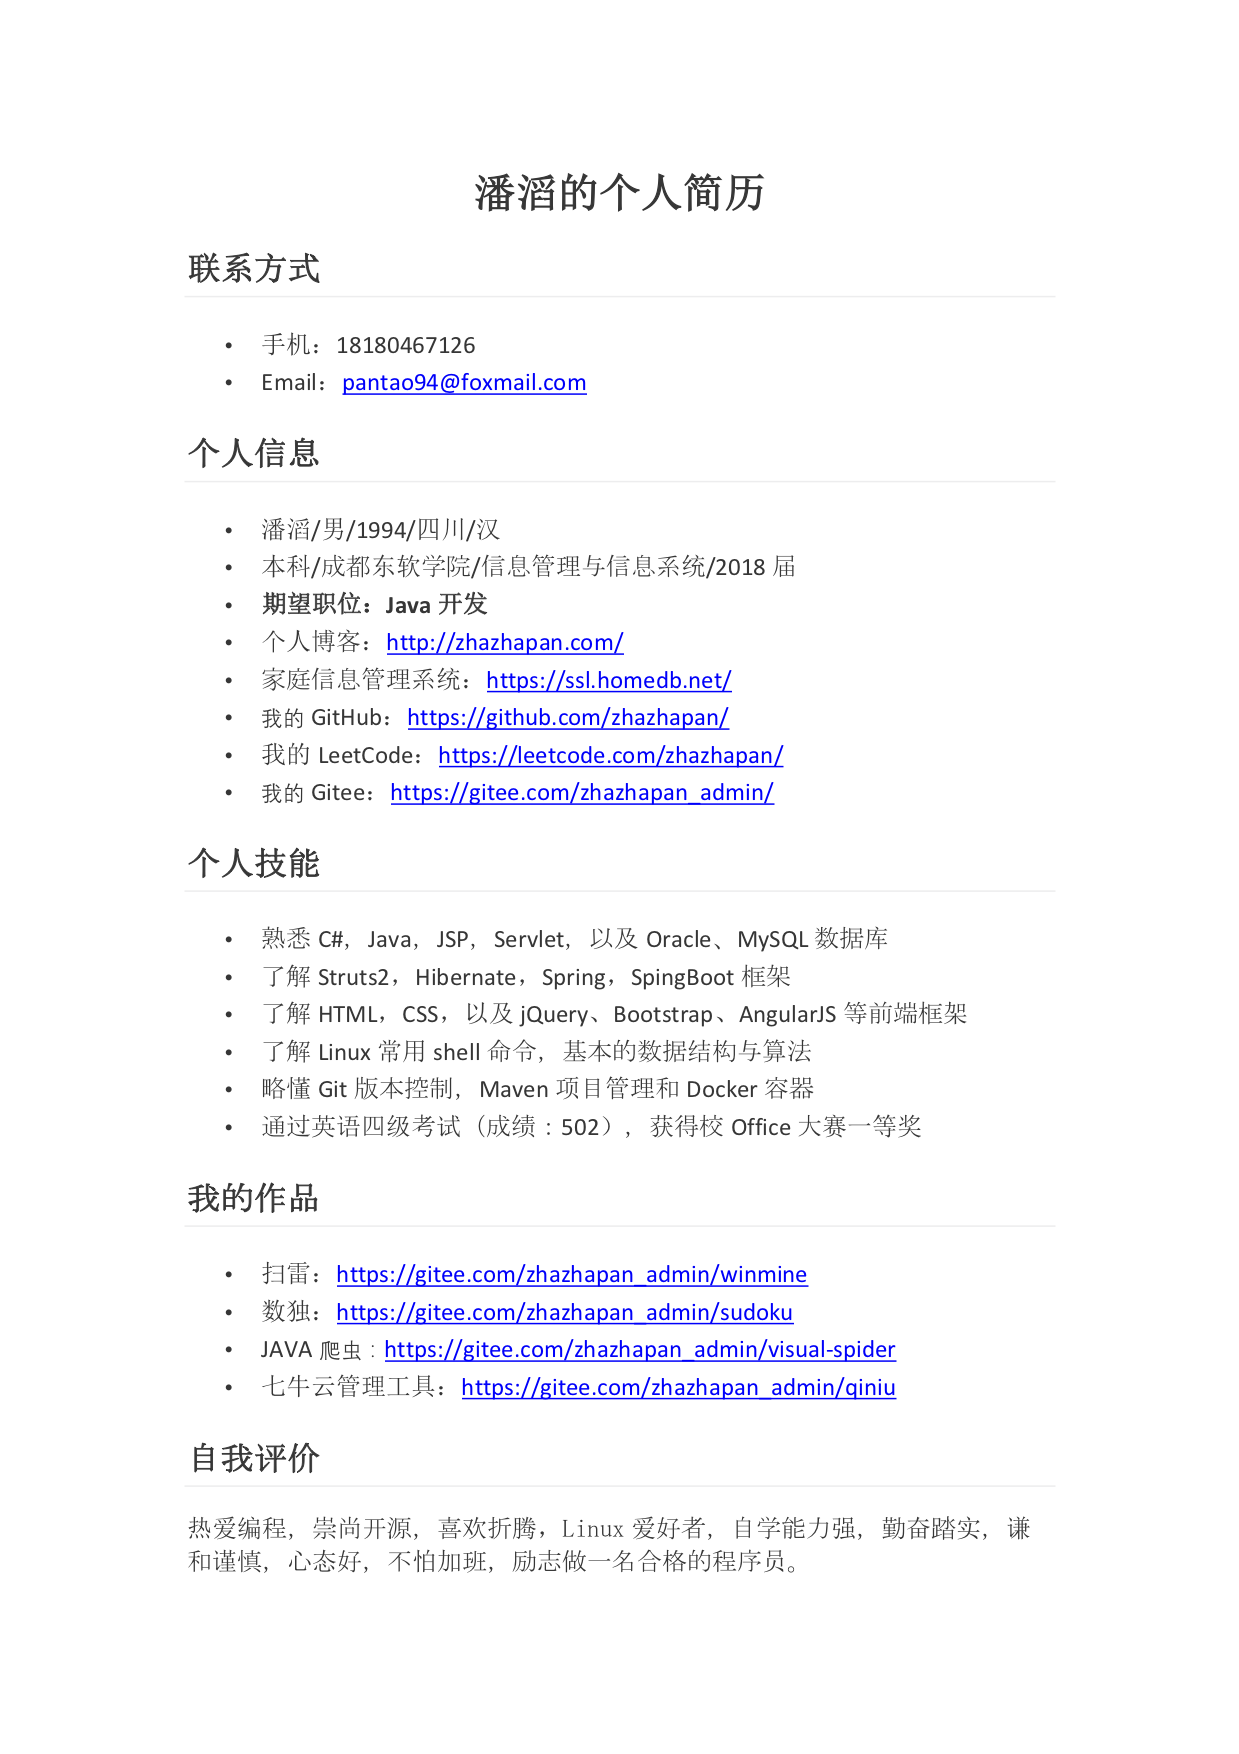 潘滔的个人简历
联系方式
• 手机：18180467126
• Email：pantao94@foxmail.com
个人信息
• 潘滔/男/1994/四川/汉
• 本科/成都东软学院/信息管理与信息系统/2018 届
• 期望职位：Java 开发
• 个人博客：http://zhazhapan.com/
• 家庭信息管理系统：https://ssl.homedb.net/
• 我的 GitHub：https://github.com/zhazhapan/
• 我的 LeetCode：https://leetcode.com/zhazhapan/
• 我的 Gitee：https://gitee.com/zhazhapan_admin/
个人技能
• 熟悉 C#，Java，JSP，Servlet，以及 Oracle、MySQL 数据库
• 了解 Struts2，Hibernate，Spring，SpingBoot 框架
• 了解 HTML，CSS，以及 jQuery、Bootstrap、AngularJS 等前端框架
• 了解 Linux 常用 shell 命令，基本的数据结构与算法
• 略懂 Git 版本控制，Maven 项目管理和 Docker 容器
• 通过英语四级考试（成绩：502），获得校 Office 大赛一等奖
我的作品
• 扫雷：https://gitee.com/zhazhapan_admin/winmine
• 数独：https://gitee.com/zhazhapan_admin/sudoku
• JAVA 爬虫：https://gitee.com/zhazhapan_admin/visual-spider
• 七牛云管理工具：https://gitee.com/zhazhapan_admin/qiniu
自我评价
热爱编程，崇尚开源，喜欢折腾，Linux 爱好者，自学能力强，勤奋踏实，谦
和谨慎，心态好，不怕加班，励志做一名合格的程序员。